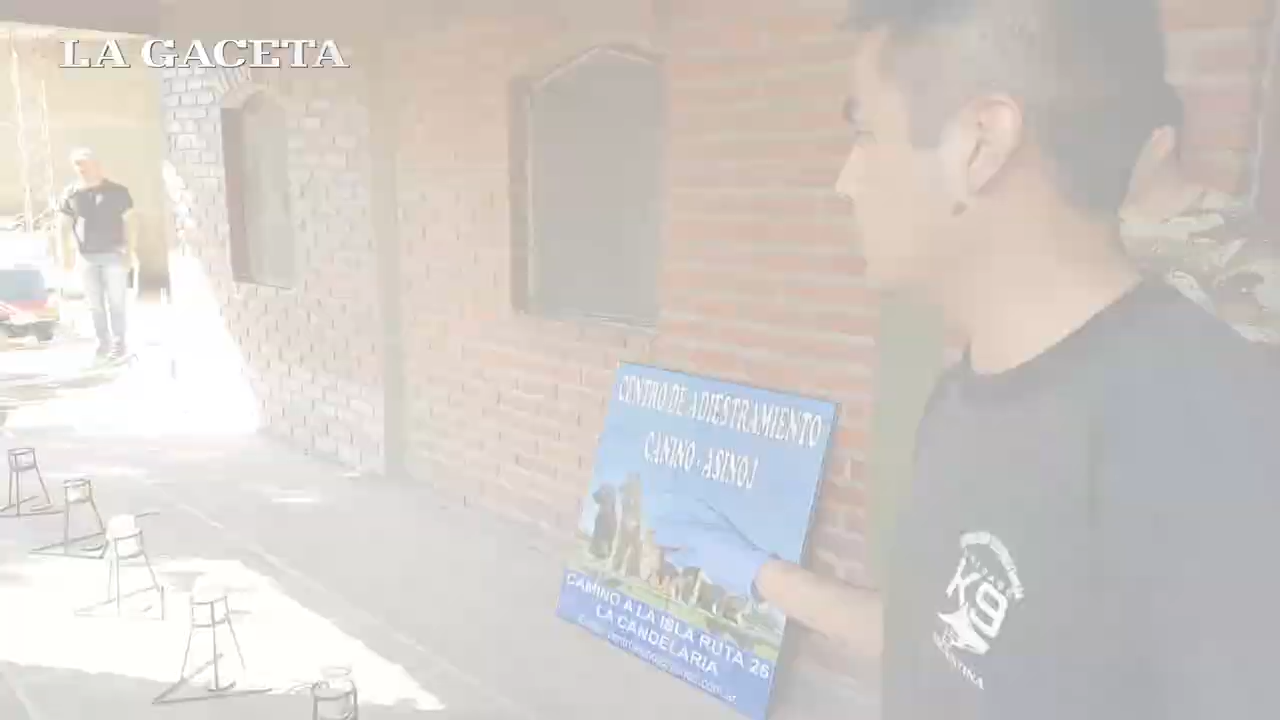 LA GACETA
CENTRO DE ADIESTRAMIENTO
CANINO - ASINOJ
CAMINO A LA ISLA RUTA 26
LA CANDELARIA
K9